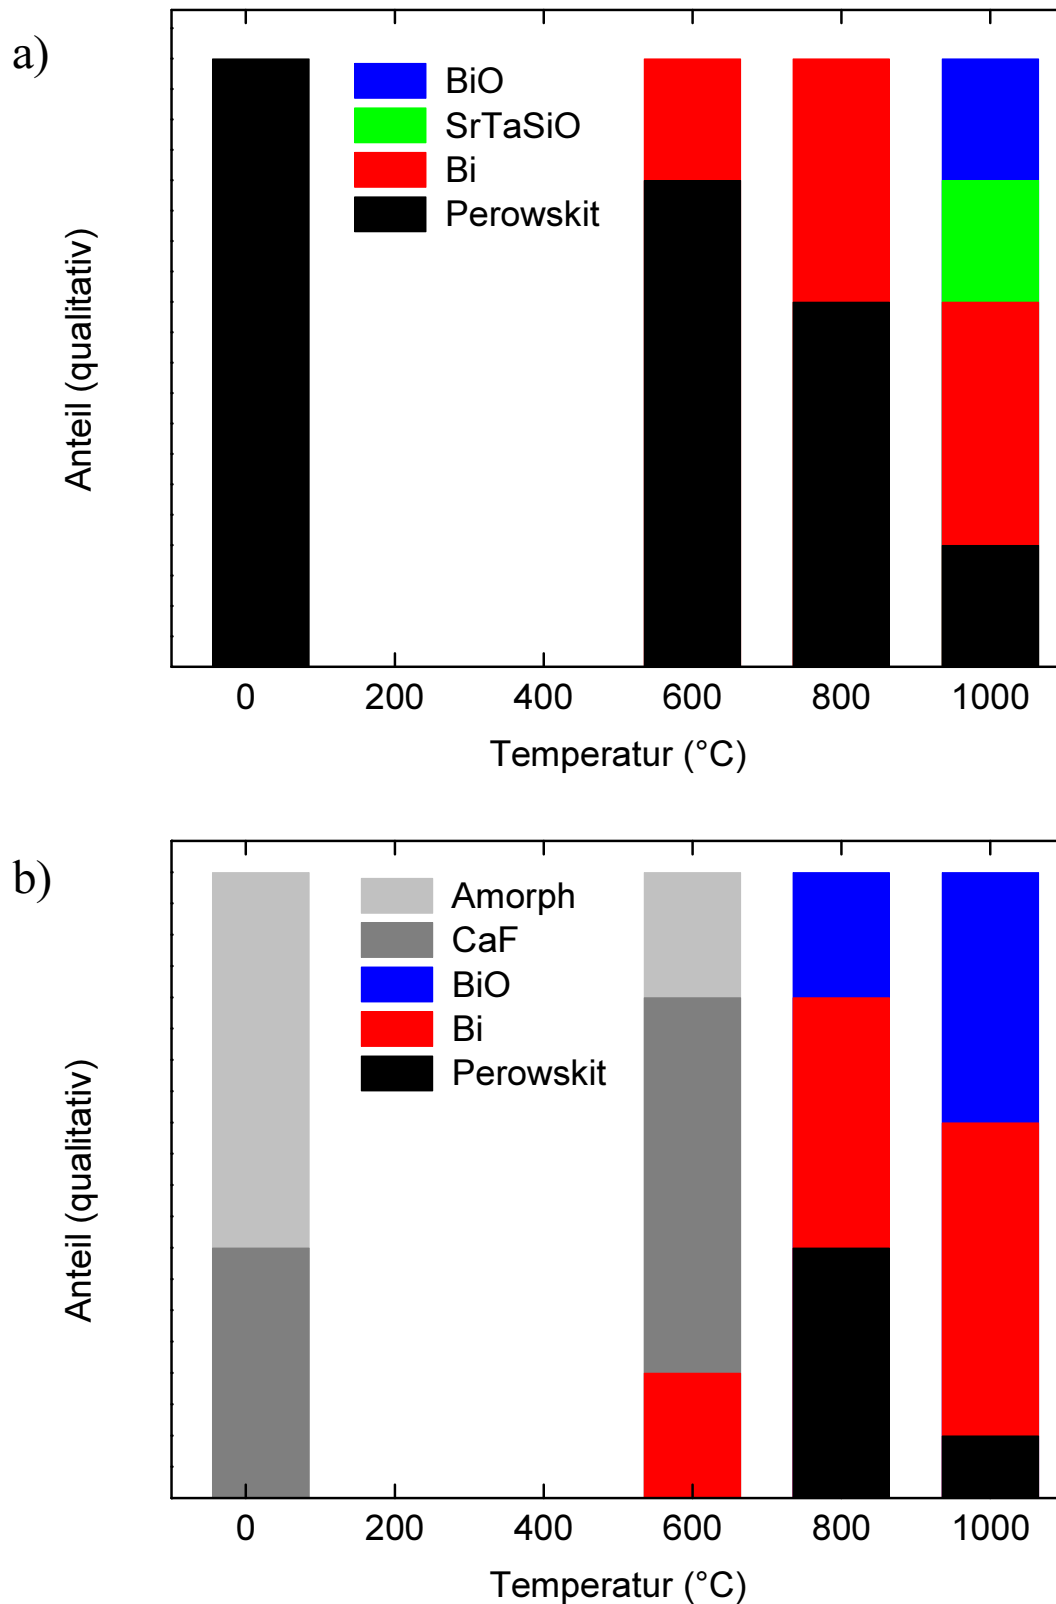 a)
BiO
SrTaSiO
Bi
Perowskit
Anteil (qualitativ)
0 200 400 600 800 1000
Temperatur (°C)
b)
Amorph
CaF
BiO
Bi
Perowskit
Anteil (qualitativ)
0 200 400 600 800 1000
Temperatur (°C)